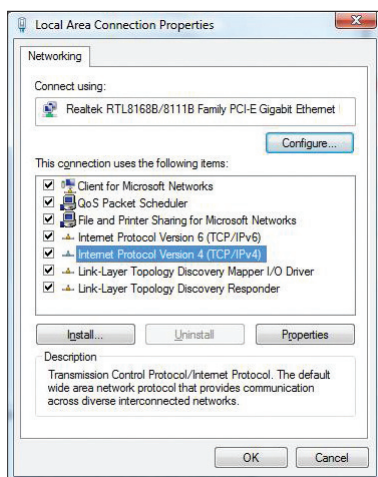 Local Area Connection Properties
Networking
Connect using:
Realtek RTL8168B/8111B Family PCI-E Gigabit Ethernet
Configure...
This connection uses the following items:
Client for Microsoft Networks
QoS Packet Scheduler
File and Printer Sharing for Microsoft Networks
Internet Protocol Version 6 (TCP/IPv6)
Internet Protocol Version 4 (TCP/IPv4)
Link-Layer Topology Discovery Mapper I/O Driver
Link-Layer Topology Discovery Responder
Install... Uninstall Properties
Description
Transmission Control Protocol/Internet Protocol. The default
wide area network protocol that provides communication
across diverse interconnected networks.
OK Cancel